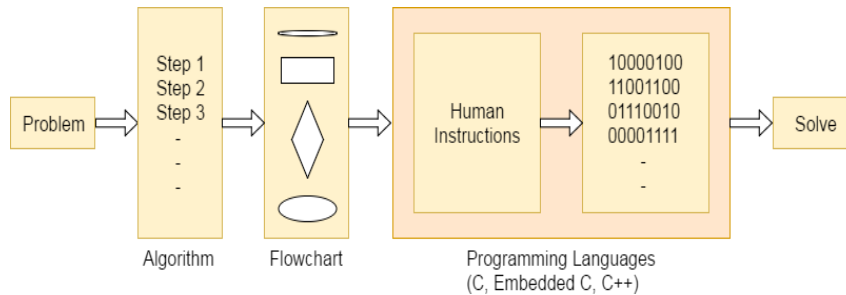 Problem
Step 1
Step 2
Step 3
-
-
-
Human
Instructions
10000100
11001100
01110010
00001111
-
-
Solve
Algorithm
Flowchart
Programming Languages
(C, Embedded C, C++)